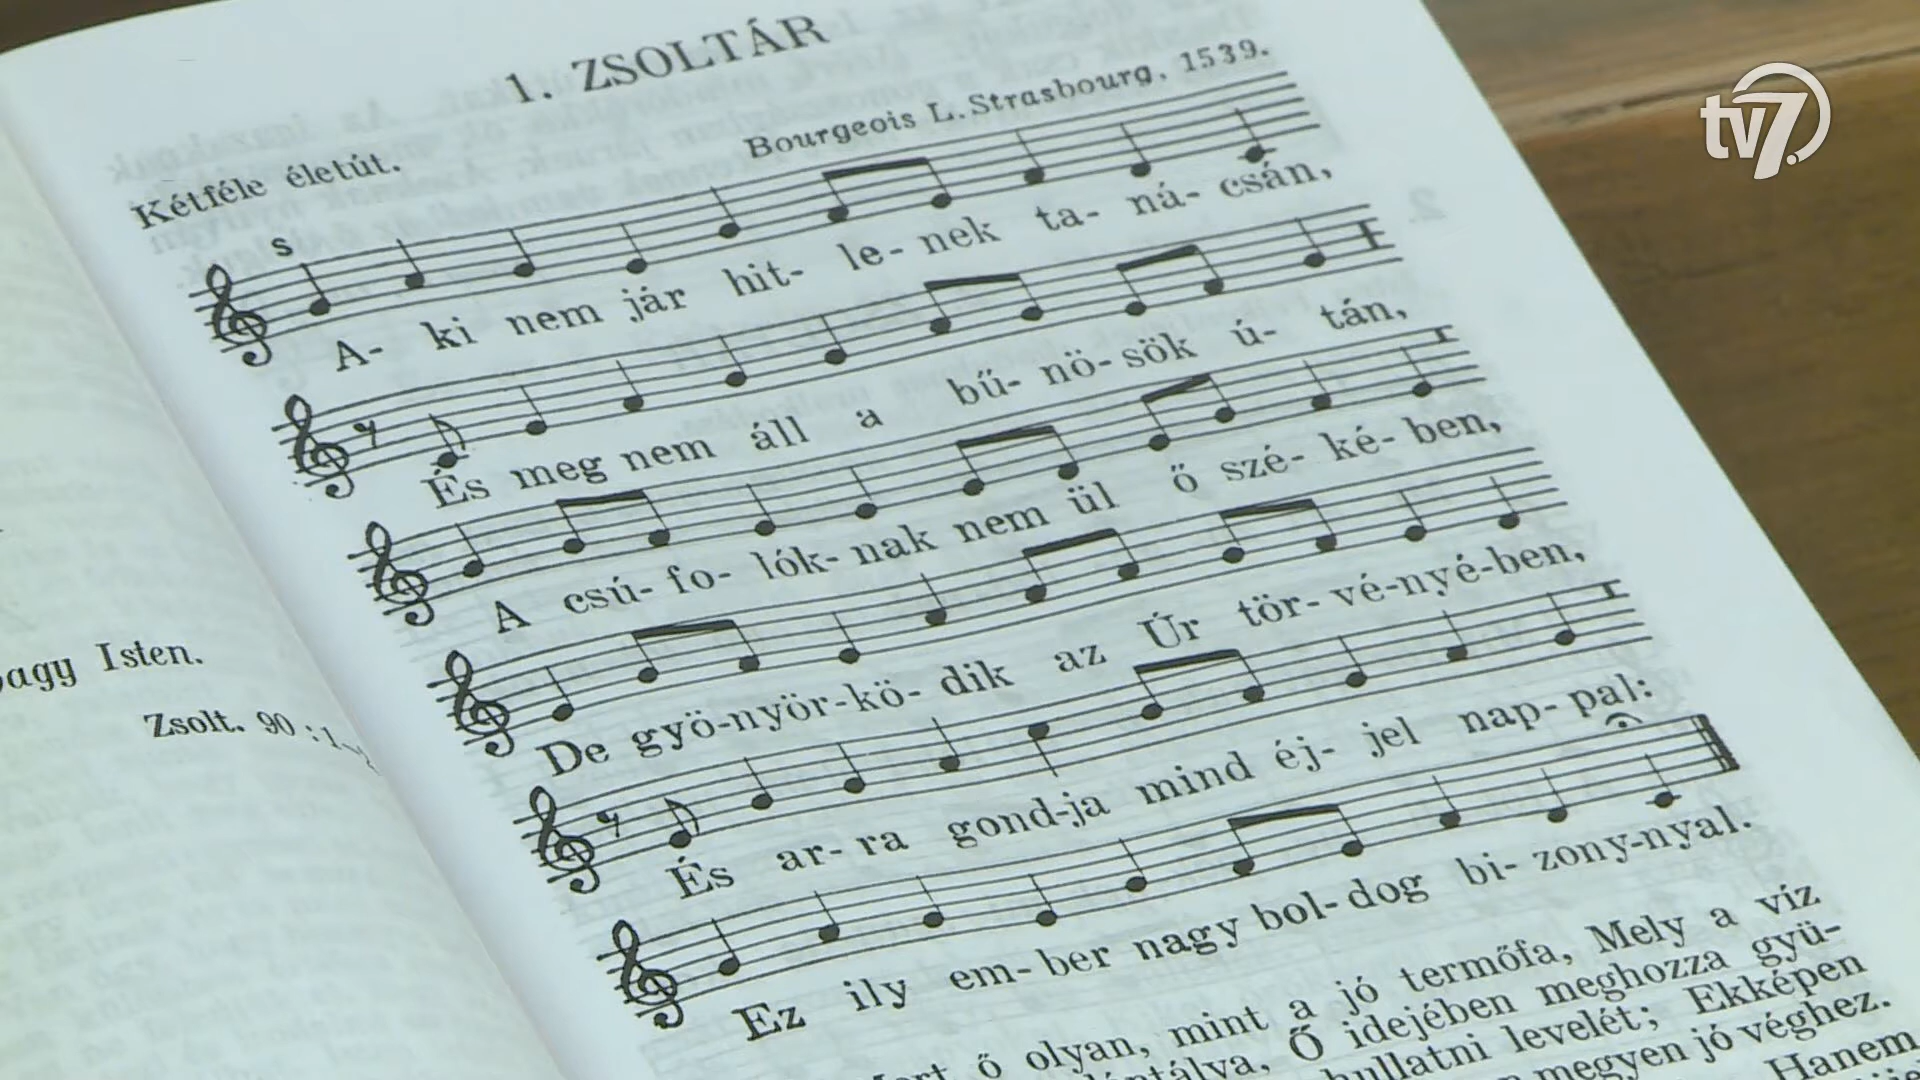 tv7
1. ZSOLTÁR
Bourgeois L. Strasbourg, 1539.
Kétféle életút.
s
A- ki nem jár hit- le- nek ta- ná- csán,
És meg nem áll a bű- nö- sök ú- tán,
A csú- fo- lók- nak nem ül ő szé- ké- ben,
De gyö-nyör-kö- dik az Úr tör- vé-nyé-ben,
És ar- ra gond-ja mind éj- jel nap- pal:
Ez ily em- ber nagy bol- dog bi- zony-nyal.
ő olyan, mint a jó termőfa, Mely a víz
Ő idejében meghozza gyü-
hullatni levelét; Ekképen
megyen jó véghez.
Hanem
Isten.
Zsolt. 90 :
2.